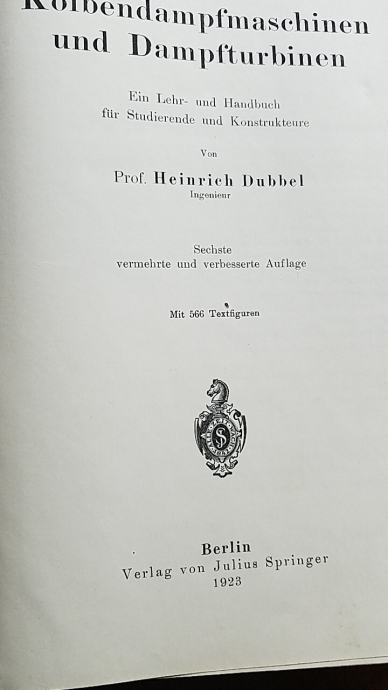 Kolbendampfmaschinen
und Dampfturbinen
Ein Lehr- und Handbuch
für Studierende und Konstrukteure
Von
Prof. Heinrich Dubbel
Ingenieur
Sechste
vermehrte und verbesserte Auflage
Mit 566 Textfiguren
Berlin
Verlag von Julius Springer
1923